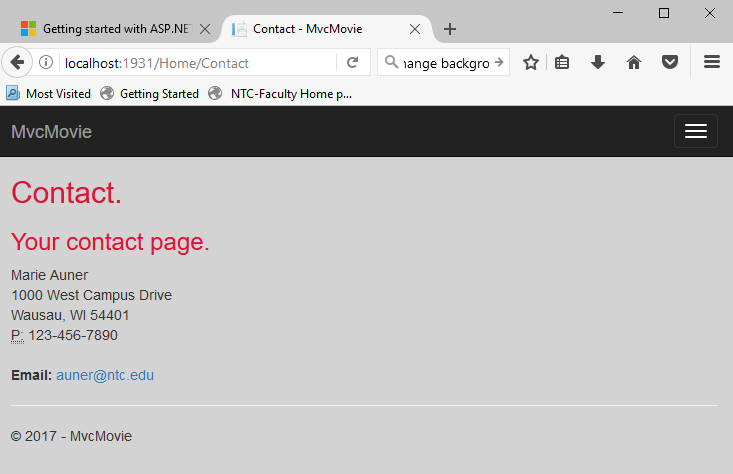 Getting started with ASP.NET
Contact - MvcMovie
localhost:1931/Home/Contact
hange backgro
Most Visited
Getting Started
NTC-Faculty Home p...
MvcMovie
Contact.
Your contact page.
Marie Auner
1000 West Campus Drive
Wausau, WI 54401
P: 123-456-7890
Email: auner@ntc.edu
© 2017 - MvcMovie